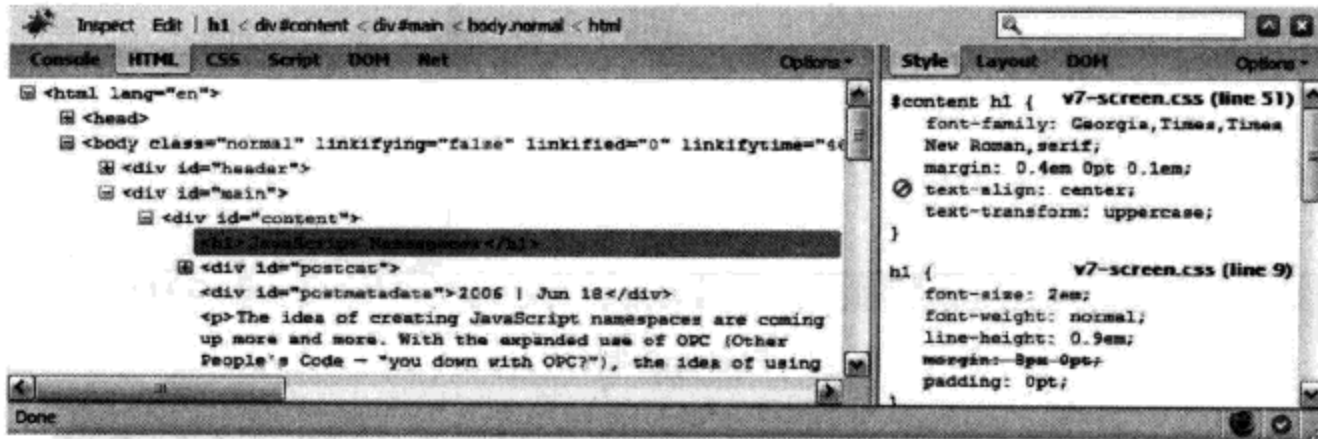 Inspect Edit | h1 < div#content < div#main < body.normal < html
Console HTML CSS Script DOM Net Options
<html lang="en">
<head>
<body class="normal" linkifying="false" linkified="0" linkifytime="
<div id="header">
<div id="main">
<div id="content">
<h1>JavaScript Namespaces</h1>
<div id="postcat">
<div id="postmetadata">2006 | Jun 18</div>
<p>The idea of creating JavaScript namespaces are coming
up more and more. With the expanded use of OPC (Other
People's Code – "you down with OPC?"), the idea of using
Style Layout DOM Options
#content h1 { v7-screen.css (line 51)
font-family: Georgia,Times,Times
New Roman,serif;
margin: 0.4em 0pt 0.1em;
text-align: center;
text-transform: uppercase;
}
h1 { v7-screen.css (line 9)
font-size: 2em;
font-weight: normal;
line-height: 0.9em;
margin: 8px 0pt;
padding: 0pt;
}
Done